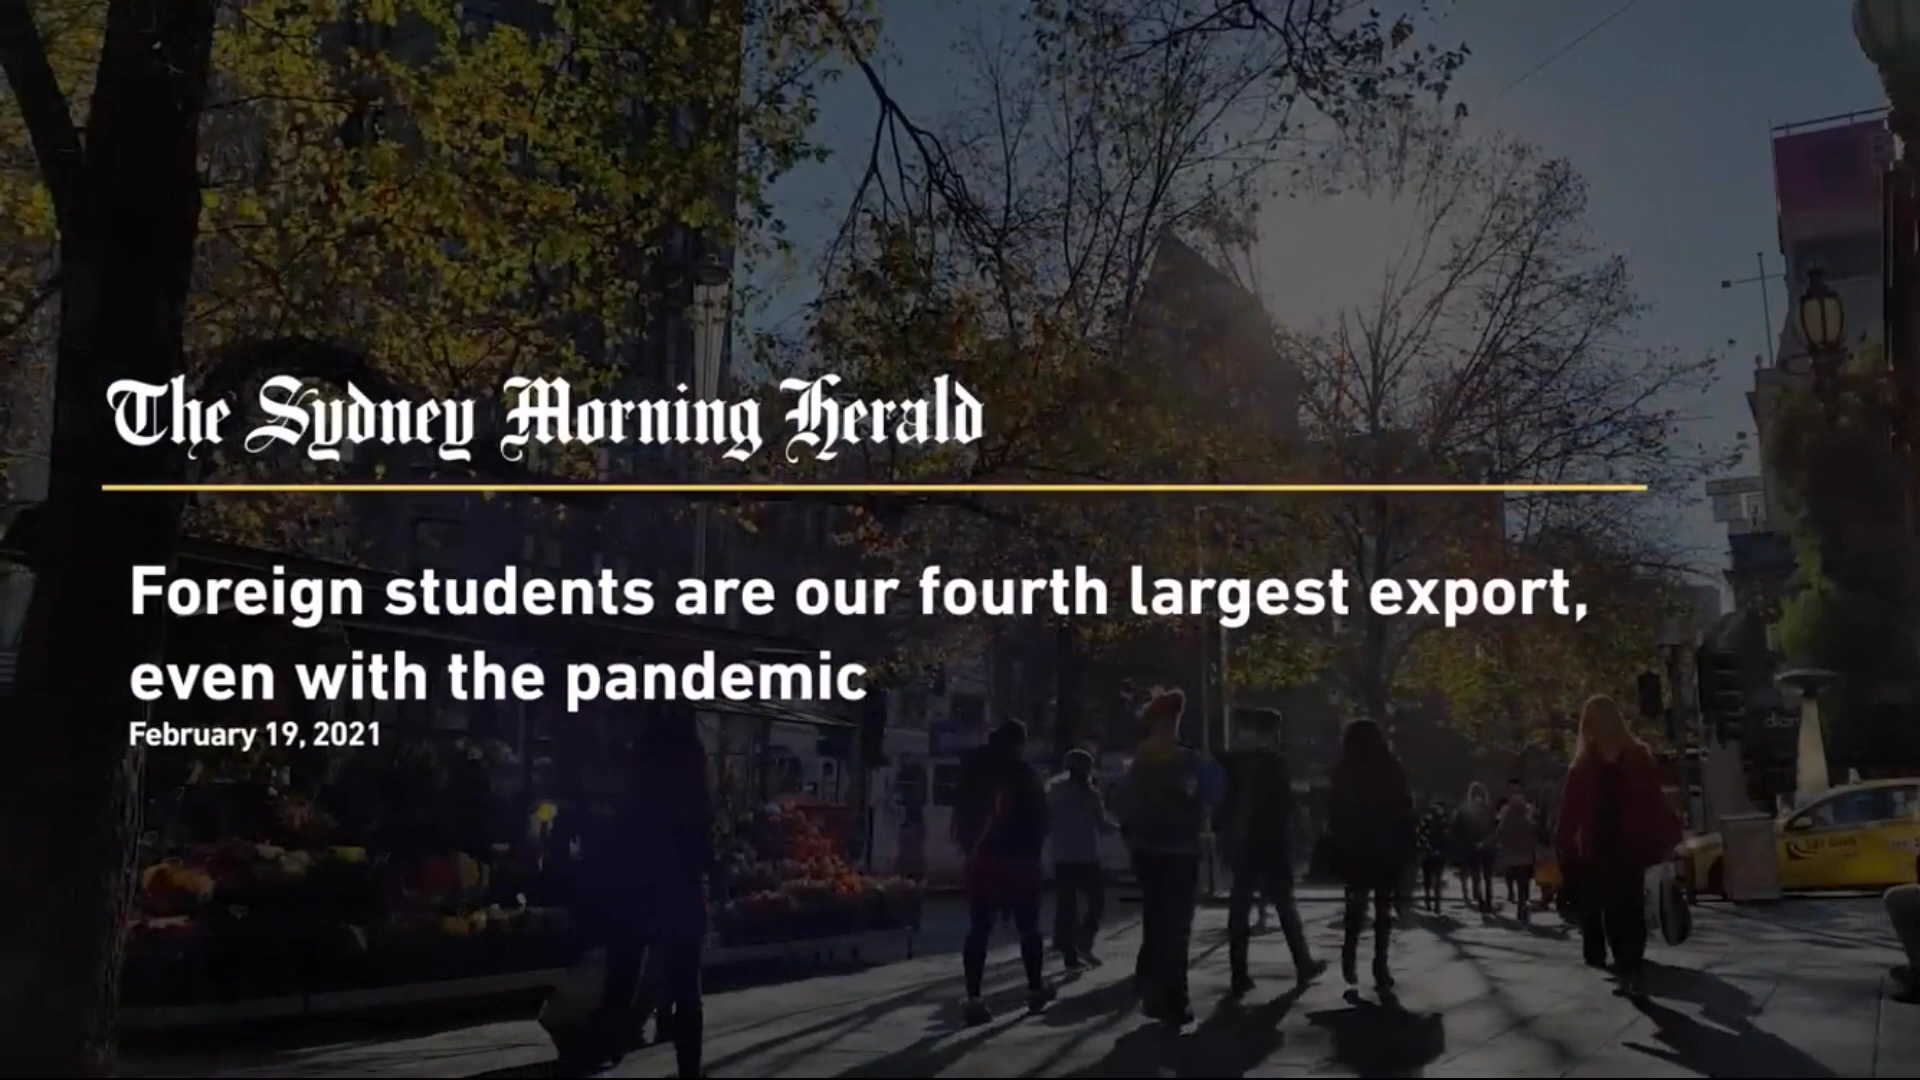 The Sydney Morning Herald
Foreign students are our fourth largest export,
even with the pandemic
February 19, 2021